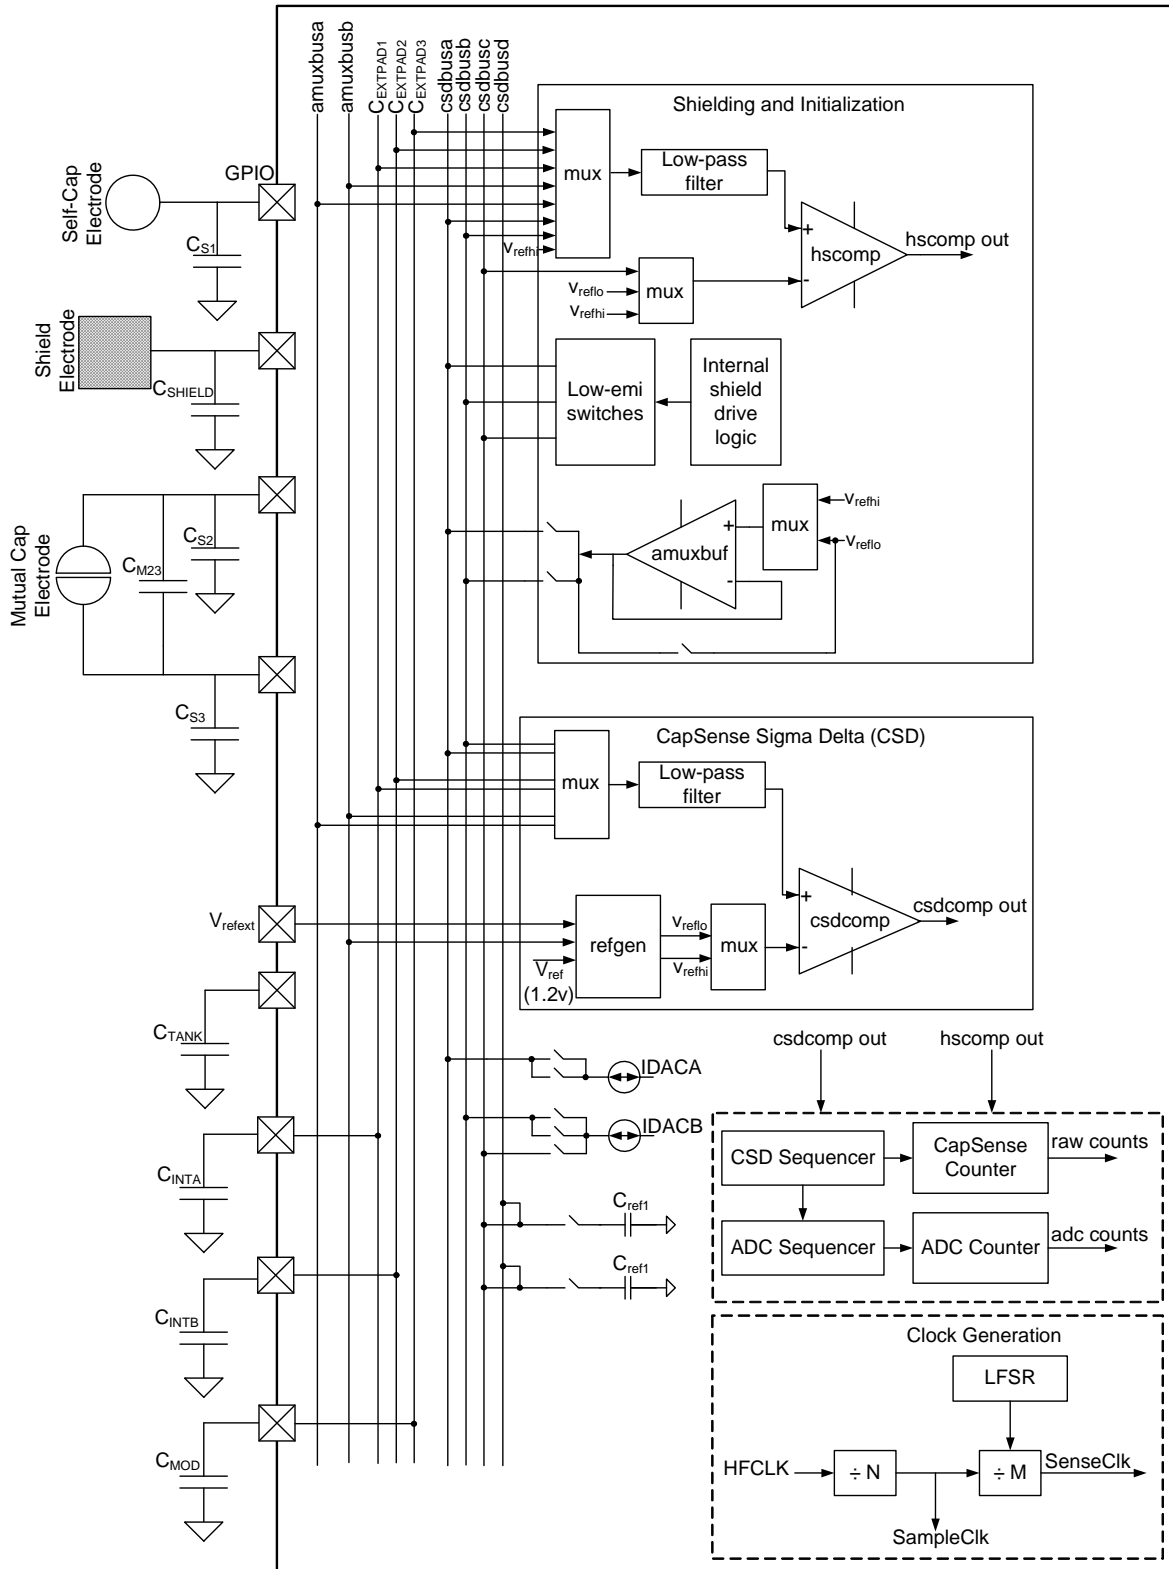 amuxbusa
amuxbusb
CEXTPAD1
CEXTPAD2
CEXTPAD3
csdbusa
csdbusb
csdbusc
csdbusd
Shielding and Initialization
mux
Low-pass
filter
vrefhi
+
-
hscomp
hscomp out
mux
vreflo
vrefhi
Self-Cap
Electrode
GPIO
CS1
Shield
Electrode
CSHIELD
Low-emi
switches
Internal
shield
drive
logic
Mutual Cap
Electrode
CM23
CS2
CS3
amuxbuf
+
-
mux
vrefhi
vreflo
CapSense Sigma Delta (CSD)
mux
Low-pass
filter
+
-
csdcomp
csdcomp out
Vrefext
refgen
Vref
(1.2v)
vreflo
vrefhi
mux
CTANK
IDACA
IDACB
CINTA
Cref1
Cref1
CINTB
CMOD
csdcomp out
hscomp out
CSD Sequencer
CapSense
Counter
raw counts
ADC Sequencer
ADC Counter
adc counts
Clock Generation
LFSR
HFCLK
÷ N
÷ M
SenseClk
SampleClk